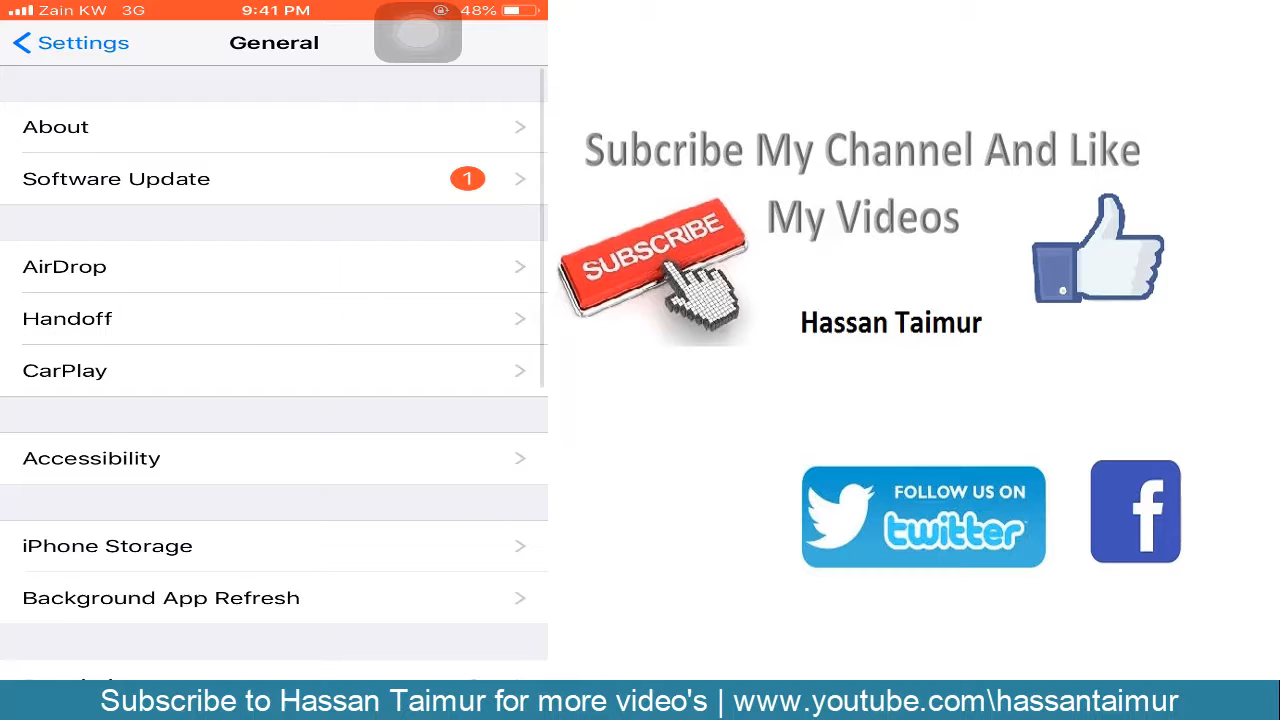 Zain KW 3G 9:41 PM 48%
Settings General
About
Software Update 1
AirDrop
Handoff
CarPlay
Accessibility
iPhone Storage
Background App Refresh
Subcribe My Channel And Like
My Videos
SUBSCRIBE
Hassan Taimur
FOLLOW US ON
twitter
f
Subscribe to Hassan Taimur for more video's | www.youtube.com\hassantaimur